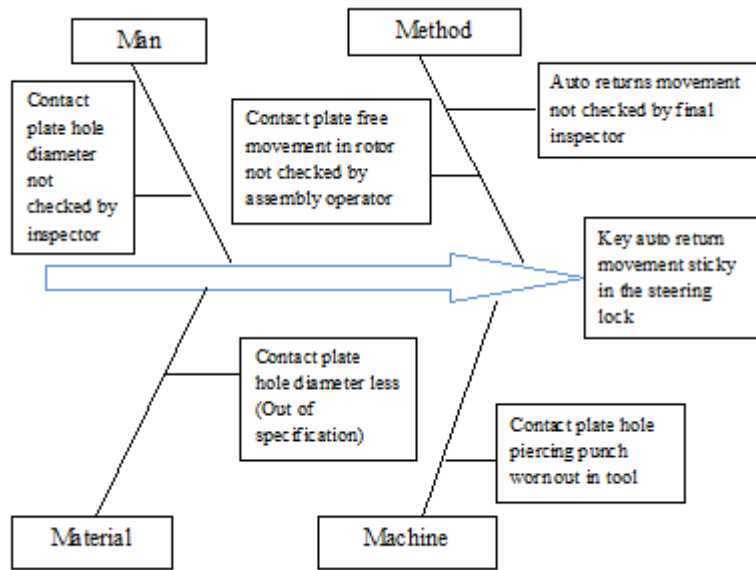 Man
Method
Contact
plate hole
diameter
not
checked by
inspector
Contact plate free
movement in rotor
not checked by
assembly operator
Auto returns movement
not checked by final
inspector
Key auto return
movement sticky
in the steering
lock
Contact plate
hole diameter less
(Out of
specification)
Contact plate hole
piercing punch
wornout in tool
Material
Machine